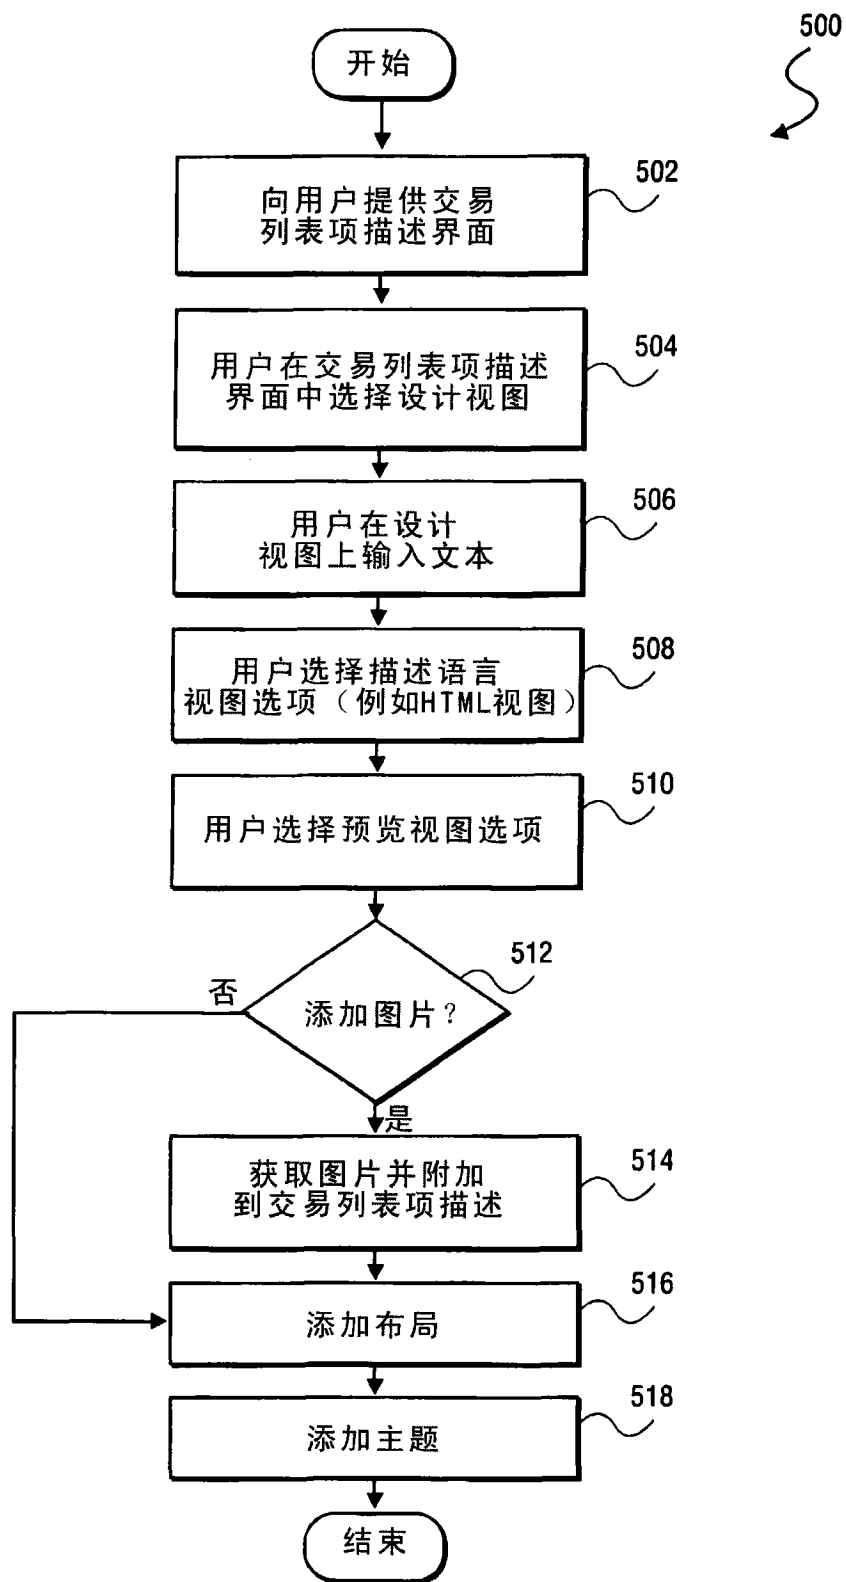 500
开始
502
向用户提供交易
列表项描述界面
504
用户在交易列表项描述
界面中选择设计视图
506
用户在设计
视图上输入文本
508
用户选择描述语言
视图选项（例如HTML视图）
510
用户选择预览视图选项
512
否
添加图片？
是
514
获取图片并附加
到交易列表项描述
516
添加布局
518
添加主题
结束